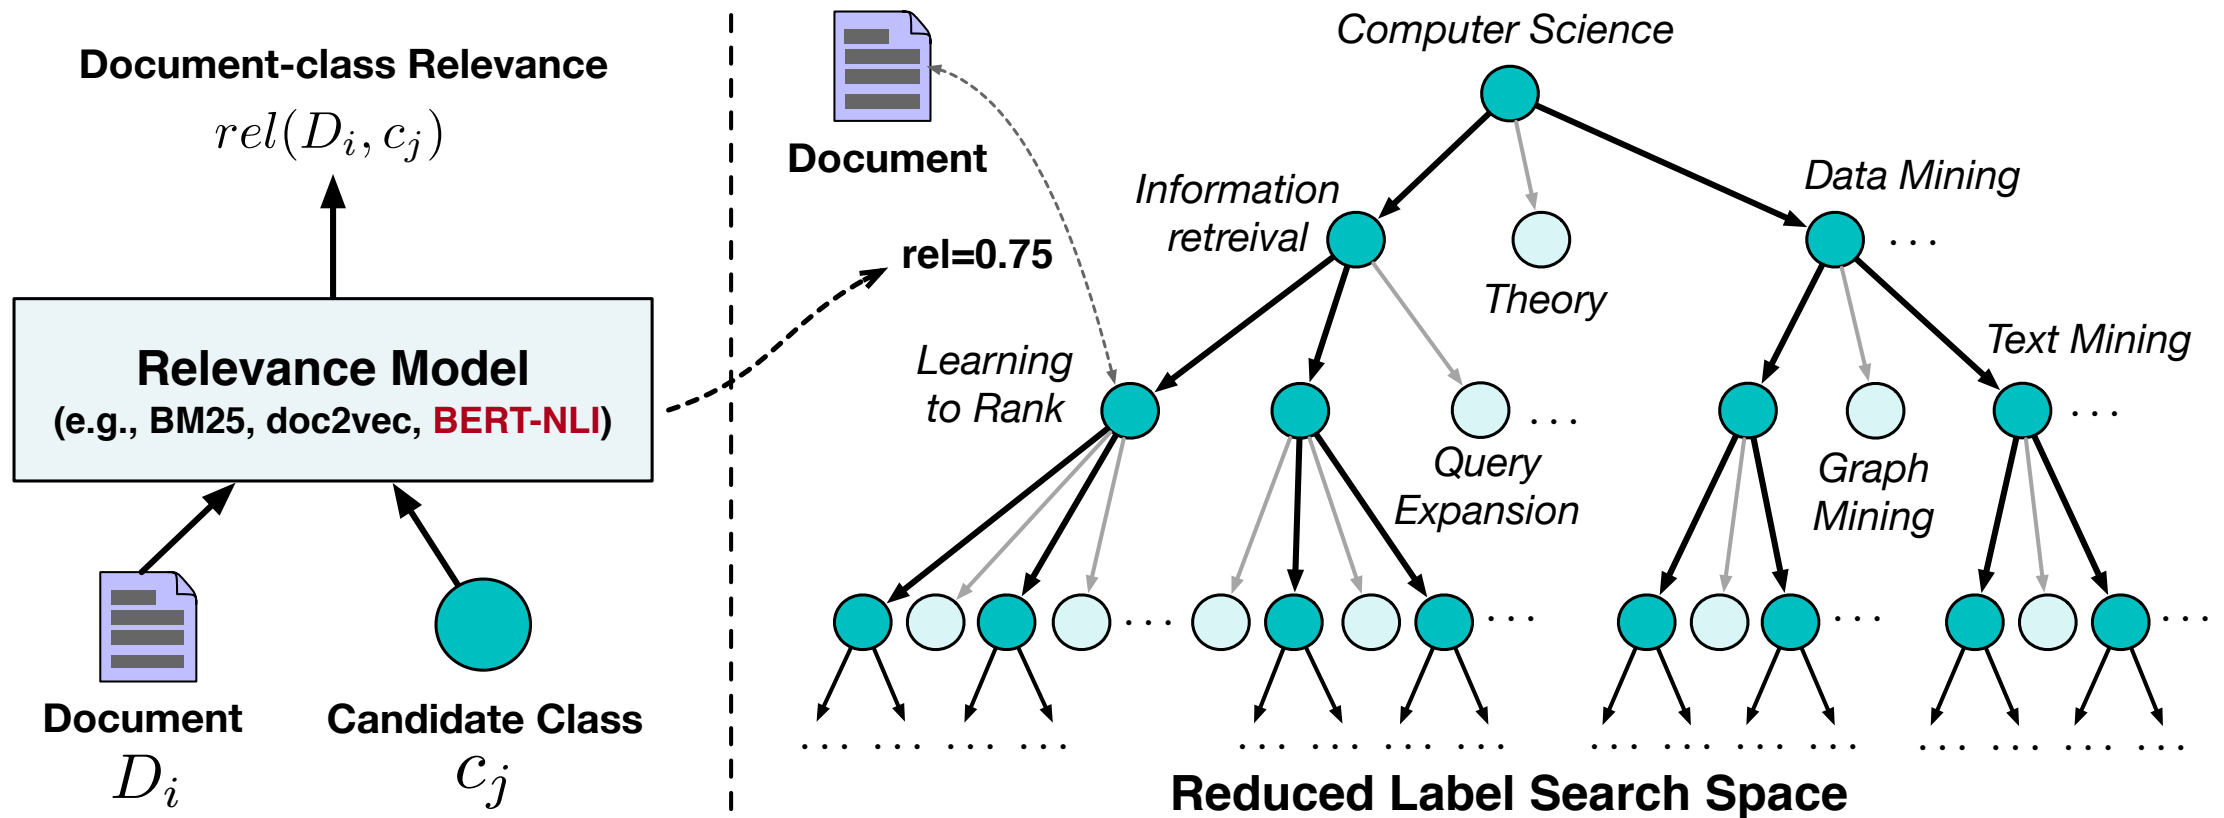 Document-class Relevance
rel(D_i, c_j)
Relevance Model
(e.g., BM25, doc2vec, BERT-NLI)
Document
D_i
Candidate Class
c_j
Document
rel=0.75
Computer Science
Information
retreival
Theory
Data Mining
...
Learning
to Rank
Query
Expansion
...
Graph
Mining
Text Mining
...
... ... ... ...
... ... ... ... ... ... ... ... ... ... ... ... ... ... ... ...
Reduced Label Search Space